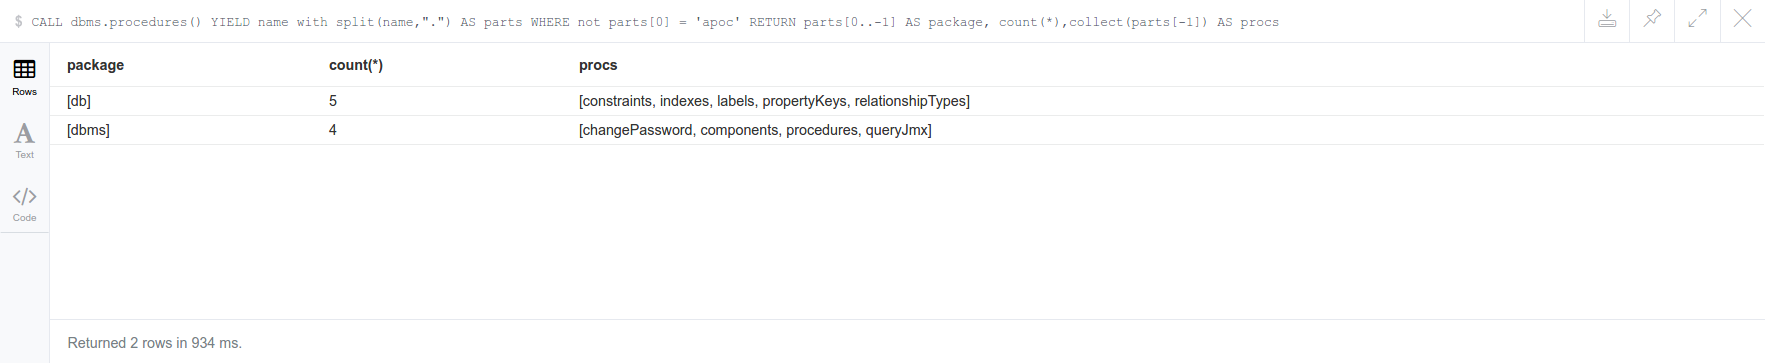 $ CALL dbms.procedures() YIELD name with split(name,".") AS parts WHERE not parts[0] = 'apoc' RETURN parts[0..-1] AS package, count(*),collect(parts[-1]) AS procs
Rows
Text
Code
package count(*) procs
[db] 5 [constraints, indexes, labels, propertyKeys, relationshipTypes]
[dbms] 4 [changePassword, components, procedures, queryJmx]
Returned 2 rows in 934 ms.